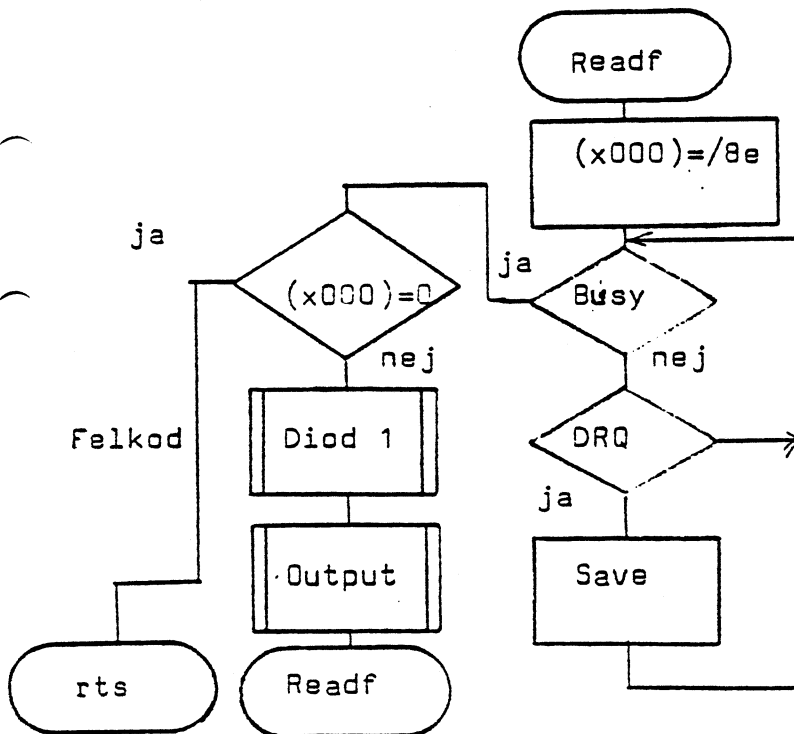 Readf
(x000)=/8e
ja
(x000)=0
ja
Busy
nej
nej
Felkod
Diod 1
DRQ
ja
Output
Save
rts
Readf